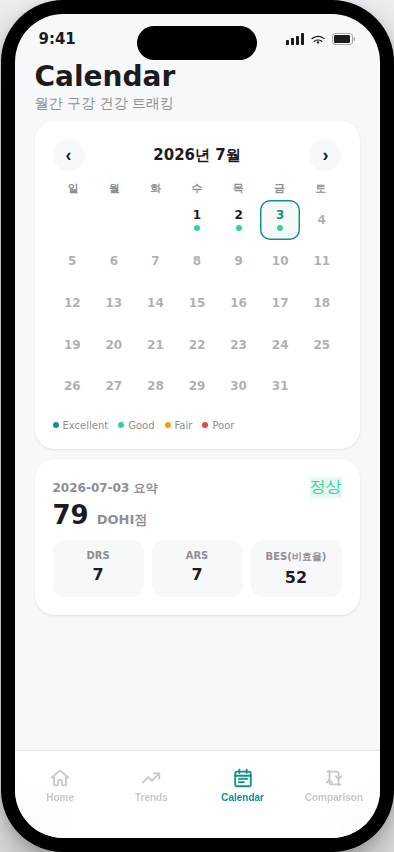 9:41
Calendar
월간 구강 건강 트래킹
‹ 2026년 7월 ›
일 월 화 수 목 금 토
1 2 3 4
5 6 7 8 9 10 11
12 13 14 15 16 17 18
19 20 21 22 23 24 25
26 27 28 29 30 31
Excellent Good Fair Poor
2026-07-03 요약 정상
79 DOHI점
DRS ARS BES(비효율)
7 7 52
Home Trends Calendar Comparison